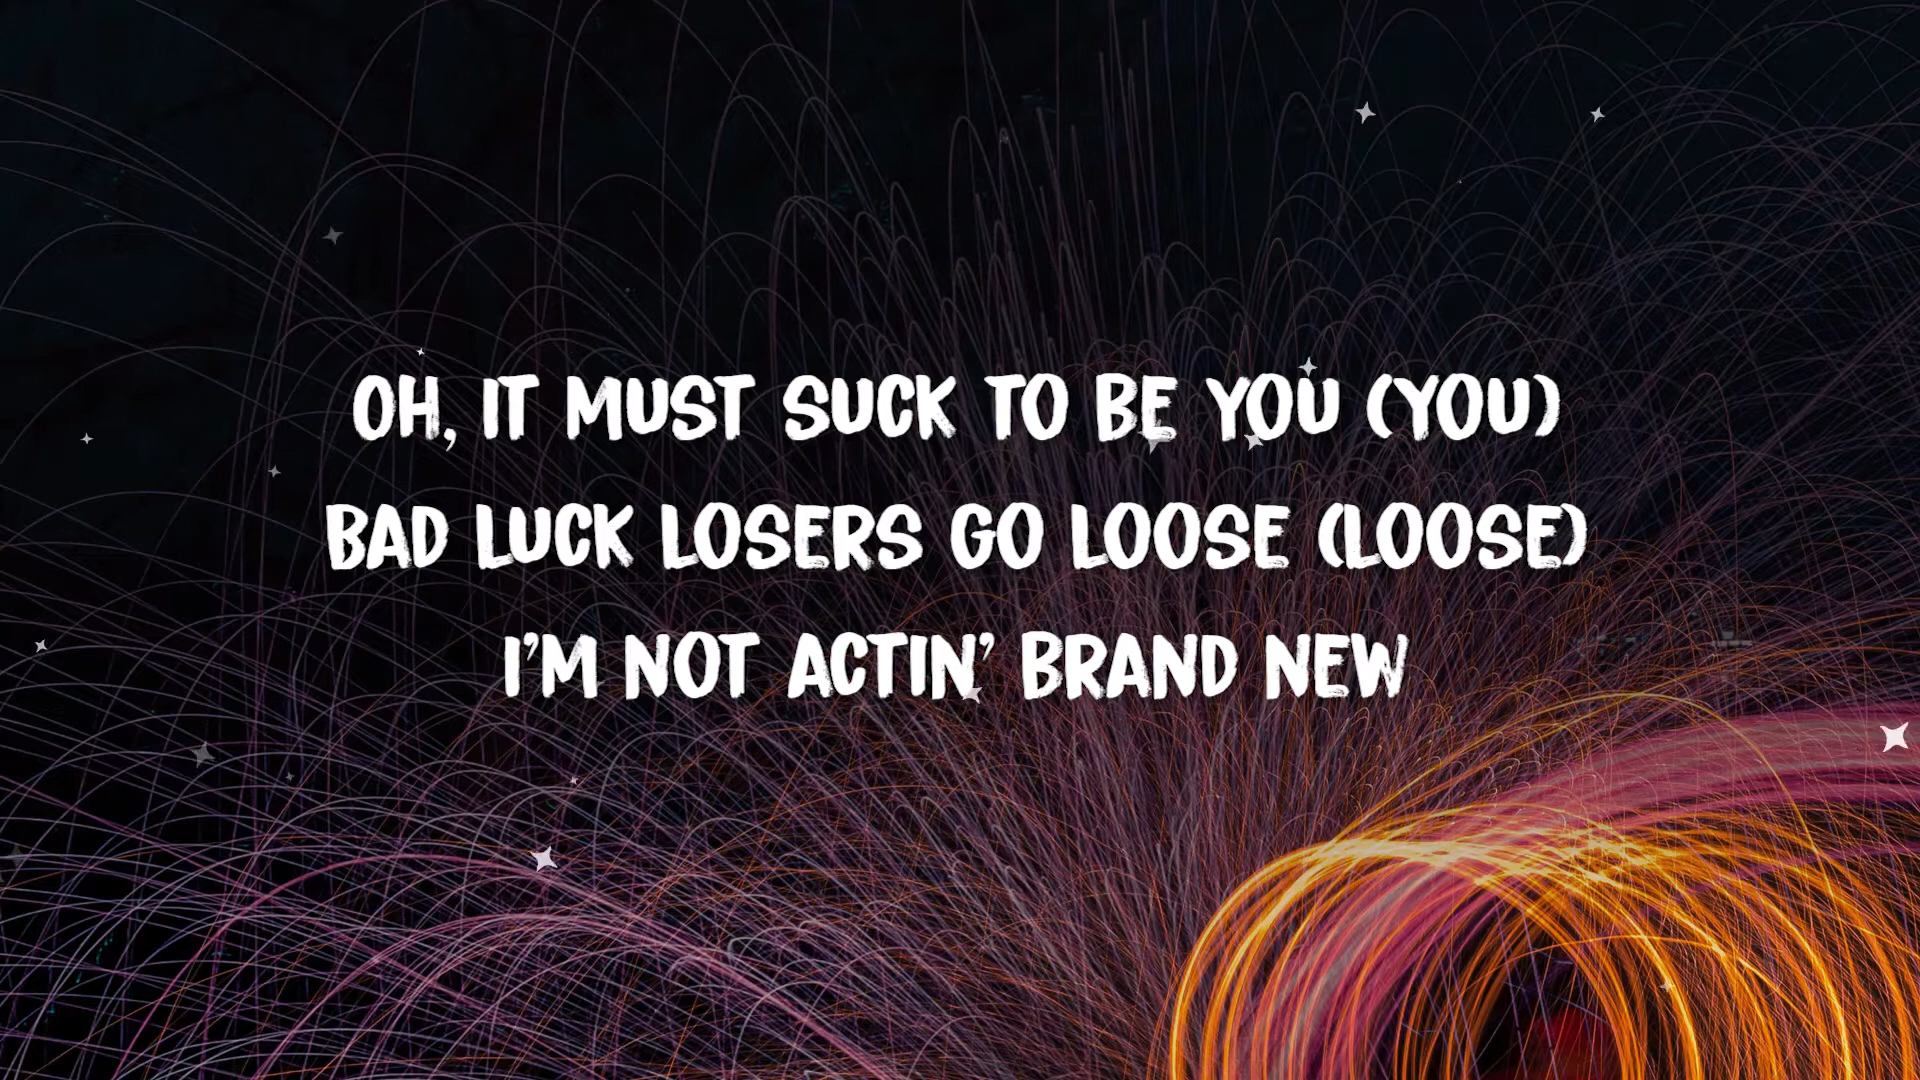 OH, IT MUST SUCK TO BE YOU (YOU)
BAD LUCK LOSERS GO LOOSE (LOOSE)
I'M NOT ACTIN' BRAND NEW